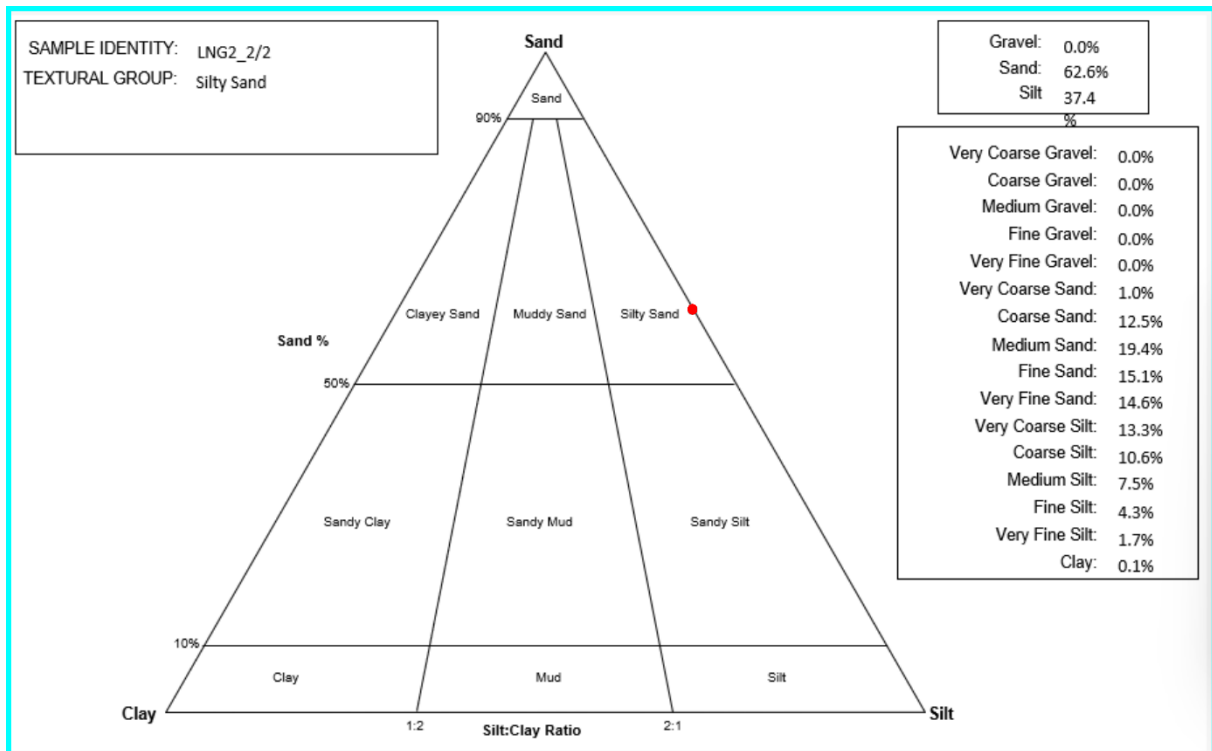 SAMPLE IDENTITY: LNG2_2/2
TEXTURAL GROUP: Silty Sand
Gravel: 0.0%
Sand: 62.6%
Silt 37.4
%
Very Coarse Gravel: 0.0%
Coarse Gravel: 0.0%
Medium Gravel: 0.0%
Fine Gravel: 0.0%
Very Fine Gravel: 0.0%
Very Coarse Sand: 1.0%
Coarse Sand: 12.5%
Medium Sand: 19.4%
Fine Sand: 15.1%
Very Fine Sand: 14.6%
Very Coarse Silt: 13.3%
Coarse Silt: 10.6%
Medium Silt: 7.5%
Fine Silt: 4.3%
Very Fine Silt: 1.7%
Clay: 0.1%
Sand
Sand
90%
Clayey Sand
Muddy Sand
Silty Sand
Sand %
50%
Sandy Clay
Sandy Mud
Sandy Silt
10%
Clay
Mud
Silt
Clay
Silt
1:2
Silt:Clay Ratio
2:1